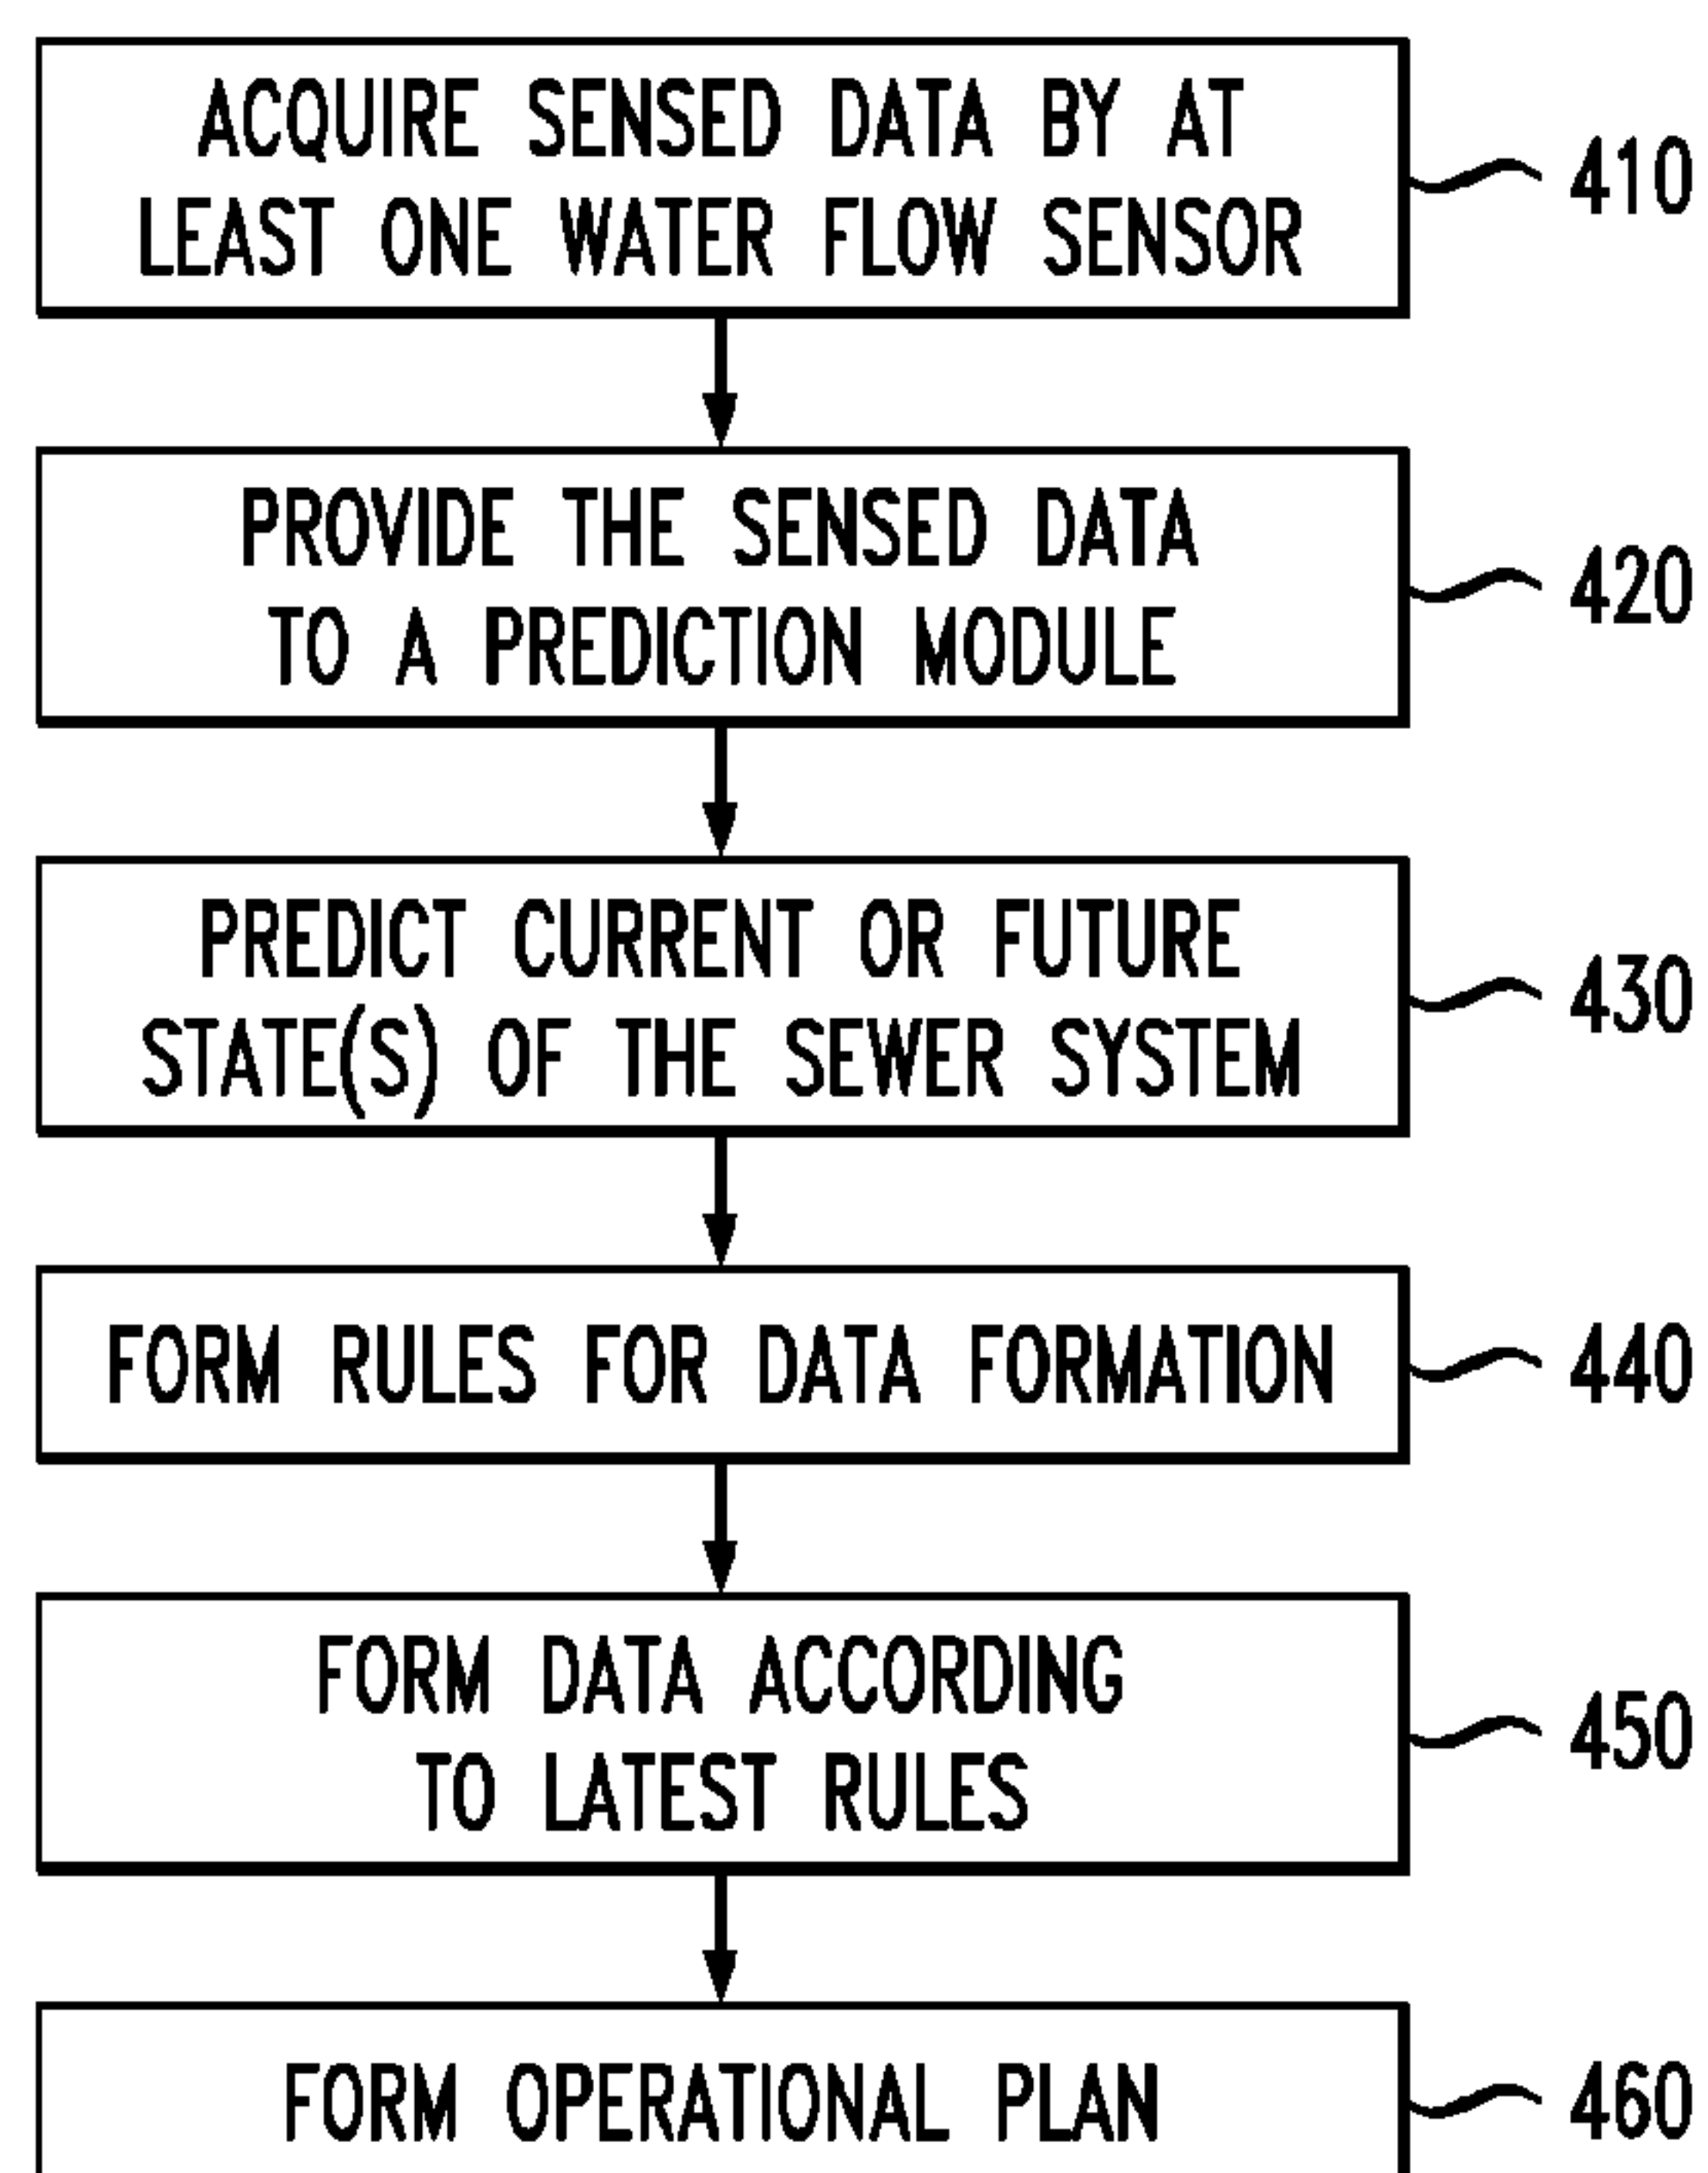 ACQUIRE SENSED DATA BY AT
LEAST ONE WATER FLOW SENSOR
410
PROVIDE THE SENSED DATA
TO A PREDICTION MODULE
420
PREDICT CURRENT OR FUTURE
STATE(S) OF THE SEWER SYSTEM
430
FORM RULES FOR DATA FORMATION
440
FORM DATA ACCORDING
TO LATEST RULES
450
FORM OPERATIONAL PLAN
460